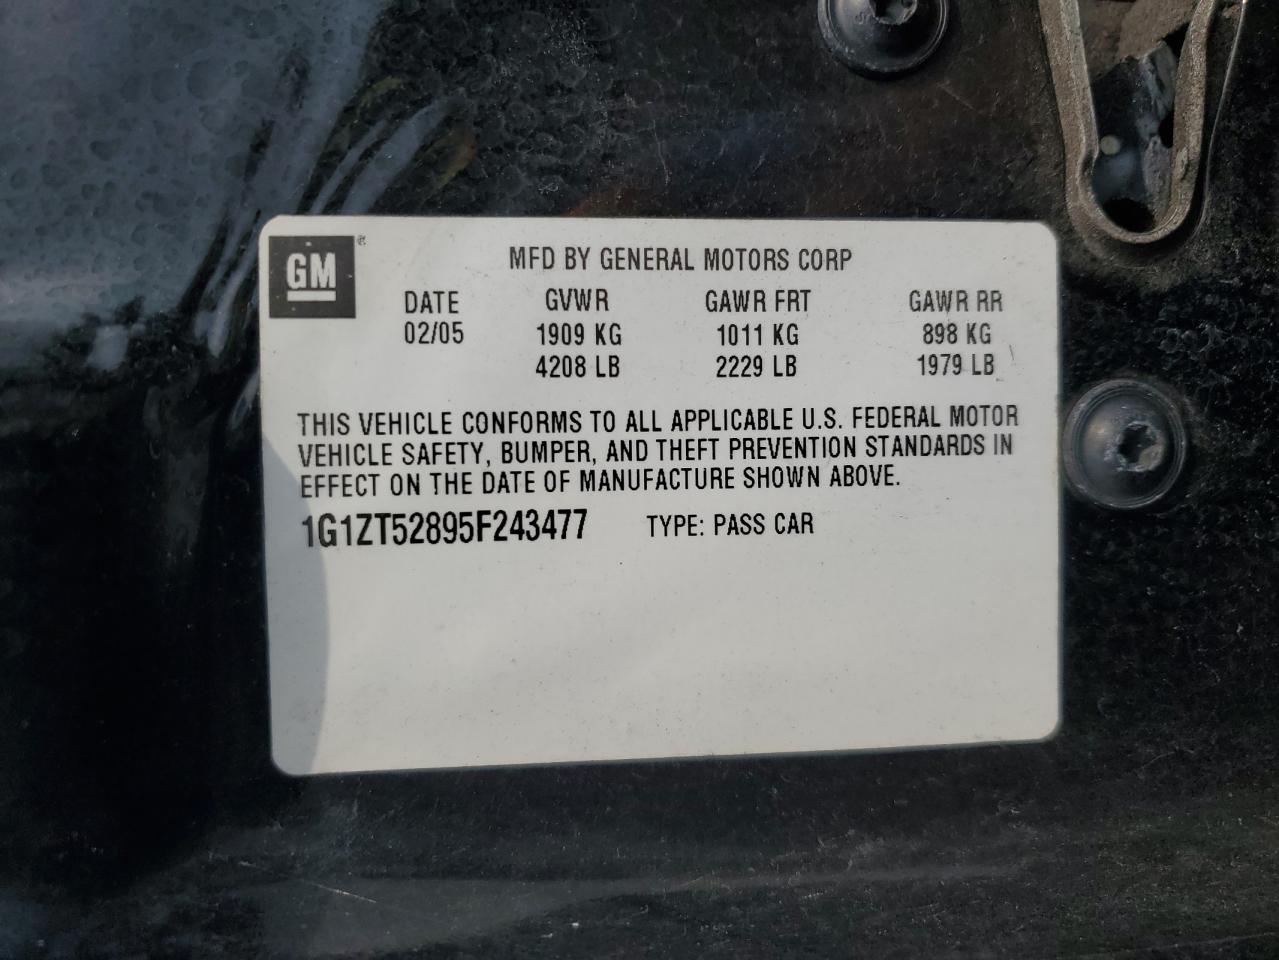 GM®
MFD BY GENERAL MOTORS CORP
DATE GVWR GAWR FRT GAWR RR
02/05 1909 KG 1011 KG 898 KG
4208 LB 2229 LB 1979 LB
THIS VEHICLE CONFORMS TO ALL APPLICABLE U.S. FEDERAL MOTOR
VEHICLE SAFETY, BUMPER, AND THEFT PREVENTION STANDARDS IN
EFFECT ON THE DATE OF MANUFACTURE SHOWN ABOVE.
1G1ZT52895F243477 TYPE: PASS CAR